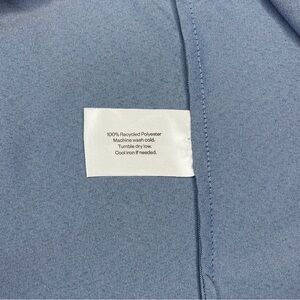 100% Recycled Polyester
Machine wash cold.
Tumble dry low.
Cool iron if needed.